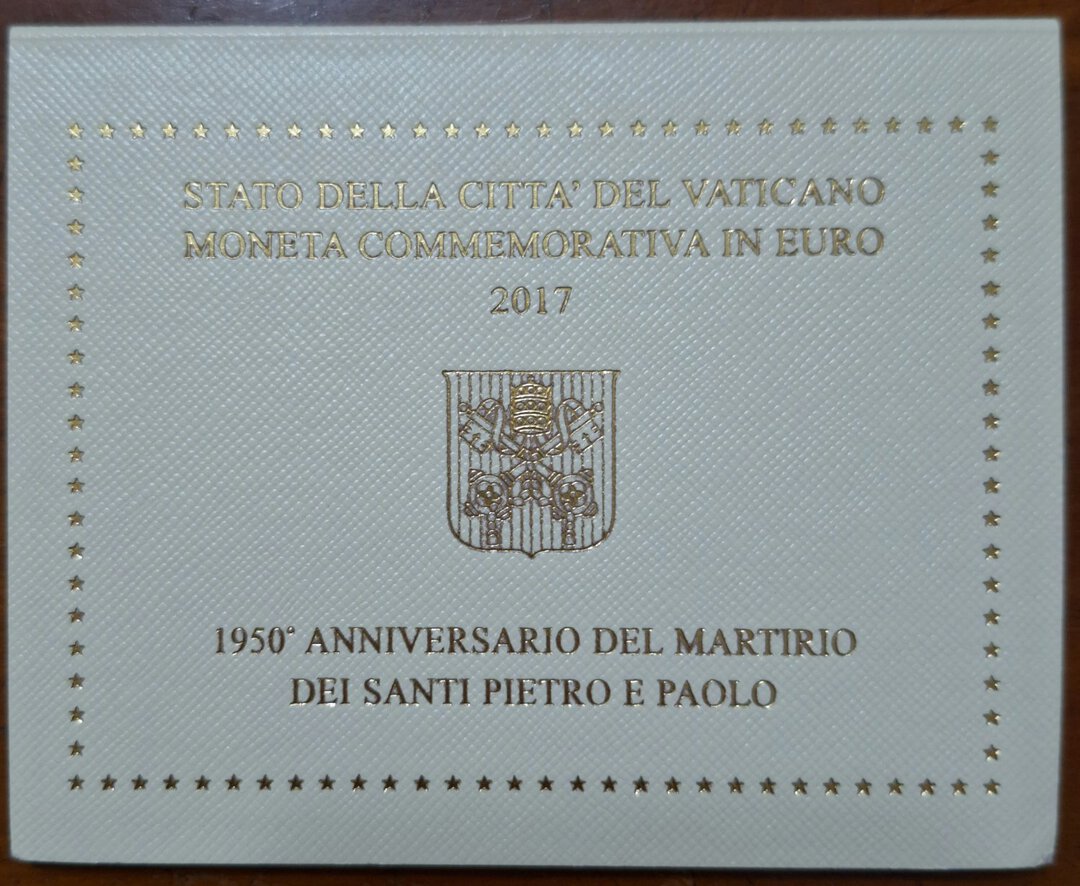 STATO DELLA CITTA' DEL VATICANO
MONETA COMMEMORATIVA IN EURO
2017
1950° ANNIVERSARIO DEL MARTIRIO
DEI SANTI PIETRO E PAOLO